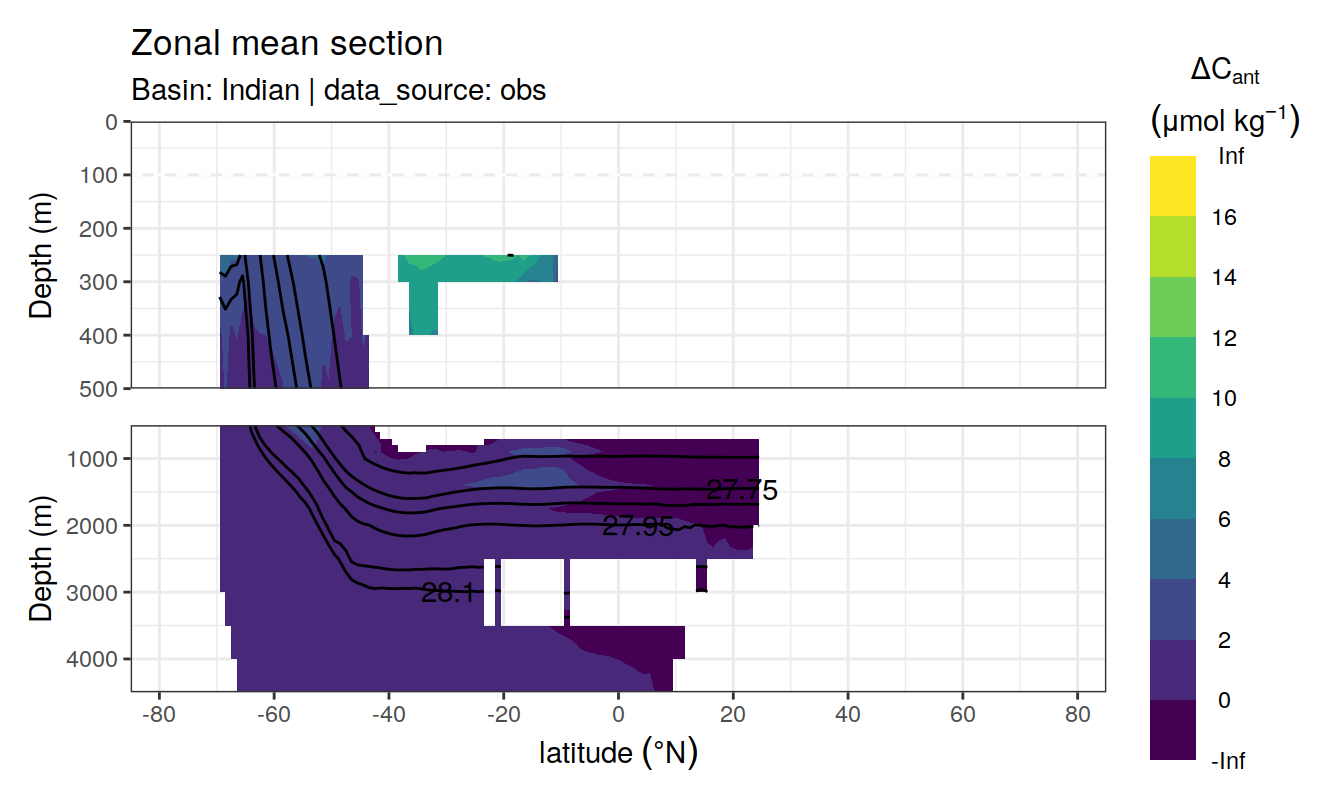 Zonal mean section
Basin: Indian | data_source: obs
ΔCant
(μmol kg⁻¹)
Inf
16
14
12
10
8
6
4
2
0
-Inf
Depth (m)
0
100
200
300
400
500
Depth (m)
1000
2000
3000
4000
27.75
27.95
28.1
-80 -60 -40 -20 0 20 40 60 80
latitude (°N)